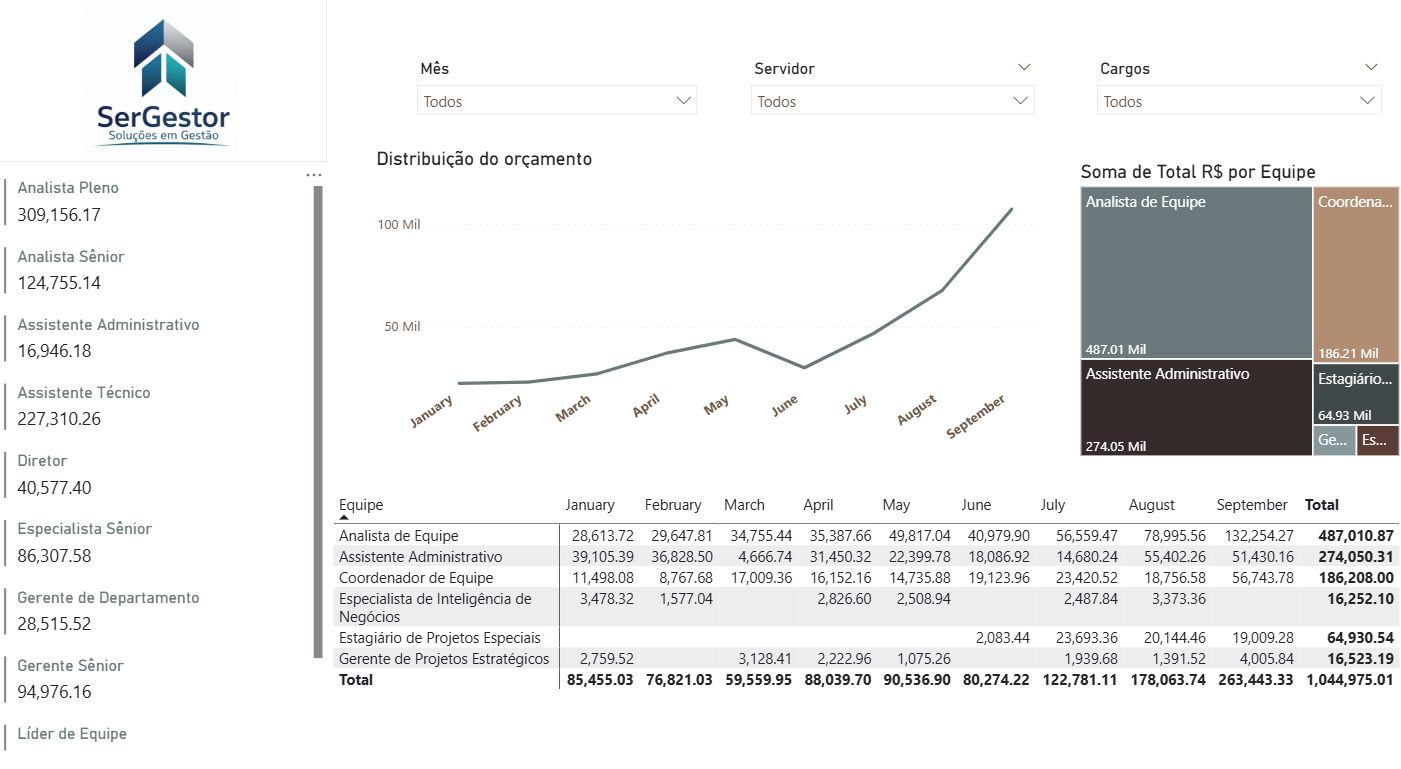 SerGestor
Soluções em Gestão
Analista Pleno
309,156.17
Analista Sênior
124,755.14
Assistente Administrativo
16,946.18
Assistente Técnico
227,310.26
Diretor
40,577.40
Especialista Sênior
86,307.58
Gerente de Departamento
28,515.52
Gerente Sênior
94,976.16
Líder de Equipe
Mês
Todos
Servidor
Todos
Cargos
Todos
Distribuição do orçamento
100 Mil
50 Mil
January
February
March
April
May
June
July
August
September
Soma de Total R$ por Equipe
Analista de Equipe
487.01 Mil
Assistente Administrativo
274.05 Mil
Coordena...
186.21 Mil
Estagiário...
64.93 Mil
Ge...
Es...
Equipe January February March April May June July August September Total
Analista de Equipe 28,613.72 29,647.81 34,755.44 35,387.66 49,817.04 40,979.90 56,559.47 78,995.56 132,254.27 487,010.87
Assistente Administrativo 39,105.39 36,828.50 4,666.74 31,450.32 22,399.78 18,086.92 14,680.24 55,402.26 51,430.16 274,050.31
Coordenador de Equipe 11,498.08 8,767.68 17,009.36 16,152.16 14,735.88 19,123.96 23,420.52 18,756.58 56,743.78 186,208.00
Especialista de Inteligência de 3,478.32 1,577.04 2,826.60 2,508.94 2,487.84 3,373.36 16,252.10
Negócios
Estagiário de Projetos Especiais 2,083.44 23,693.36 20,144.46 19,009.28 64,930.54
Gerente de Projetos Estratégicos 2,759.52 3,128.41 2,222.96 1,075.26 1,939.68 1,391.52 4,005.84 16,523.19
Total 85,455.03 76,821.03 59,559.95 88,039.70 90,536.90 80,274.22 122,781.11 178,063.74 263,443.33 1,044,975.01